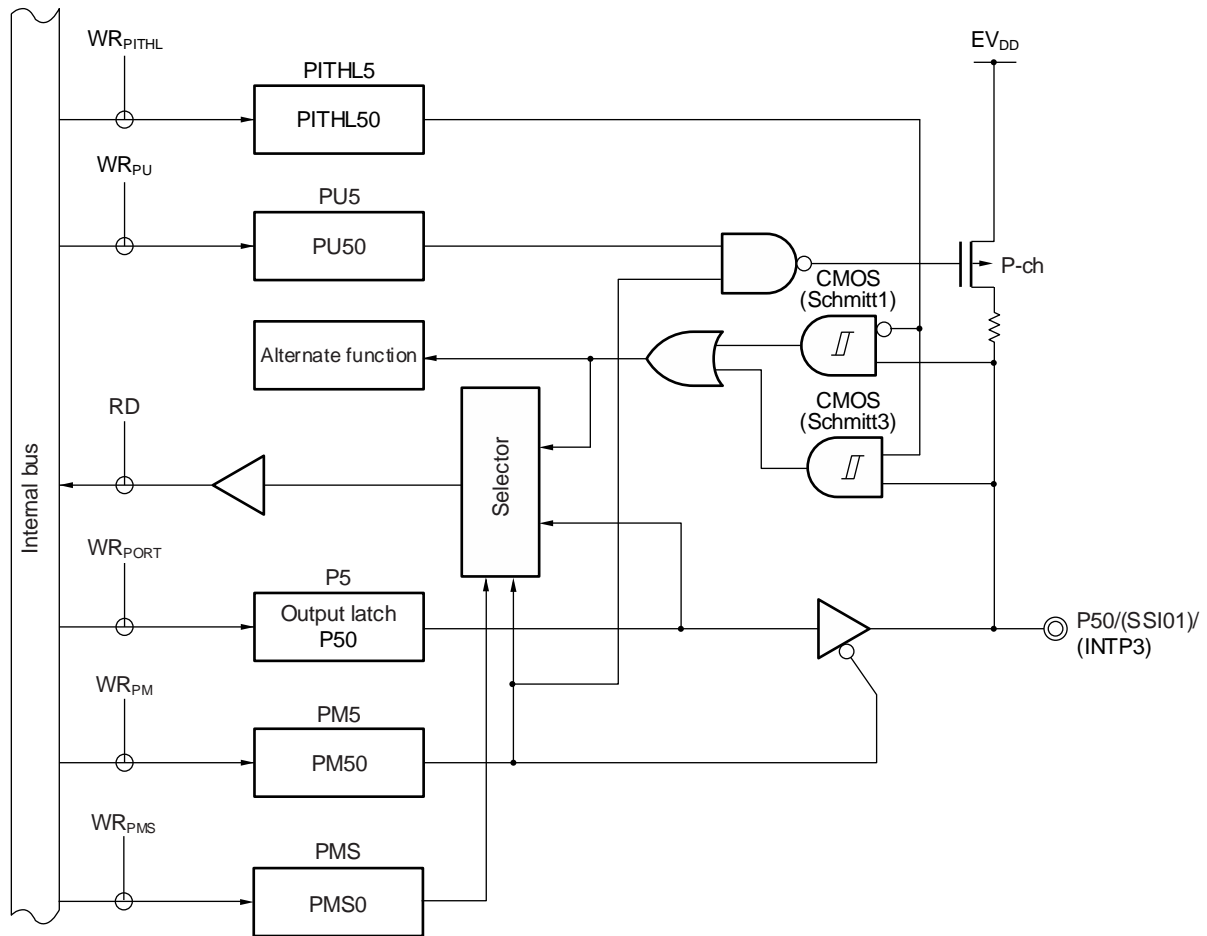 WRPITHL
EVDD
PITHL5
PITHL50
WRPU
PU5
PU50
P-ch
CMOS
(Schmitt1)
Alternate function
RD
CMOS
(Schmitt3)
Selector
Internal bus
WRPORT
P5
Output latch
P50
P50/(SSI01)/
(INTP3)
WRPM
PM5
PM50
WRPMS
PMS
PMS0